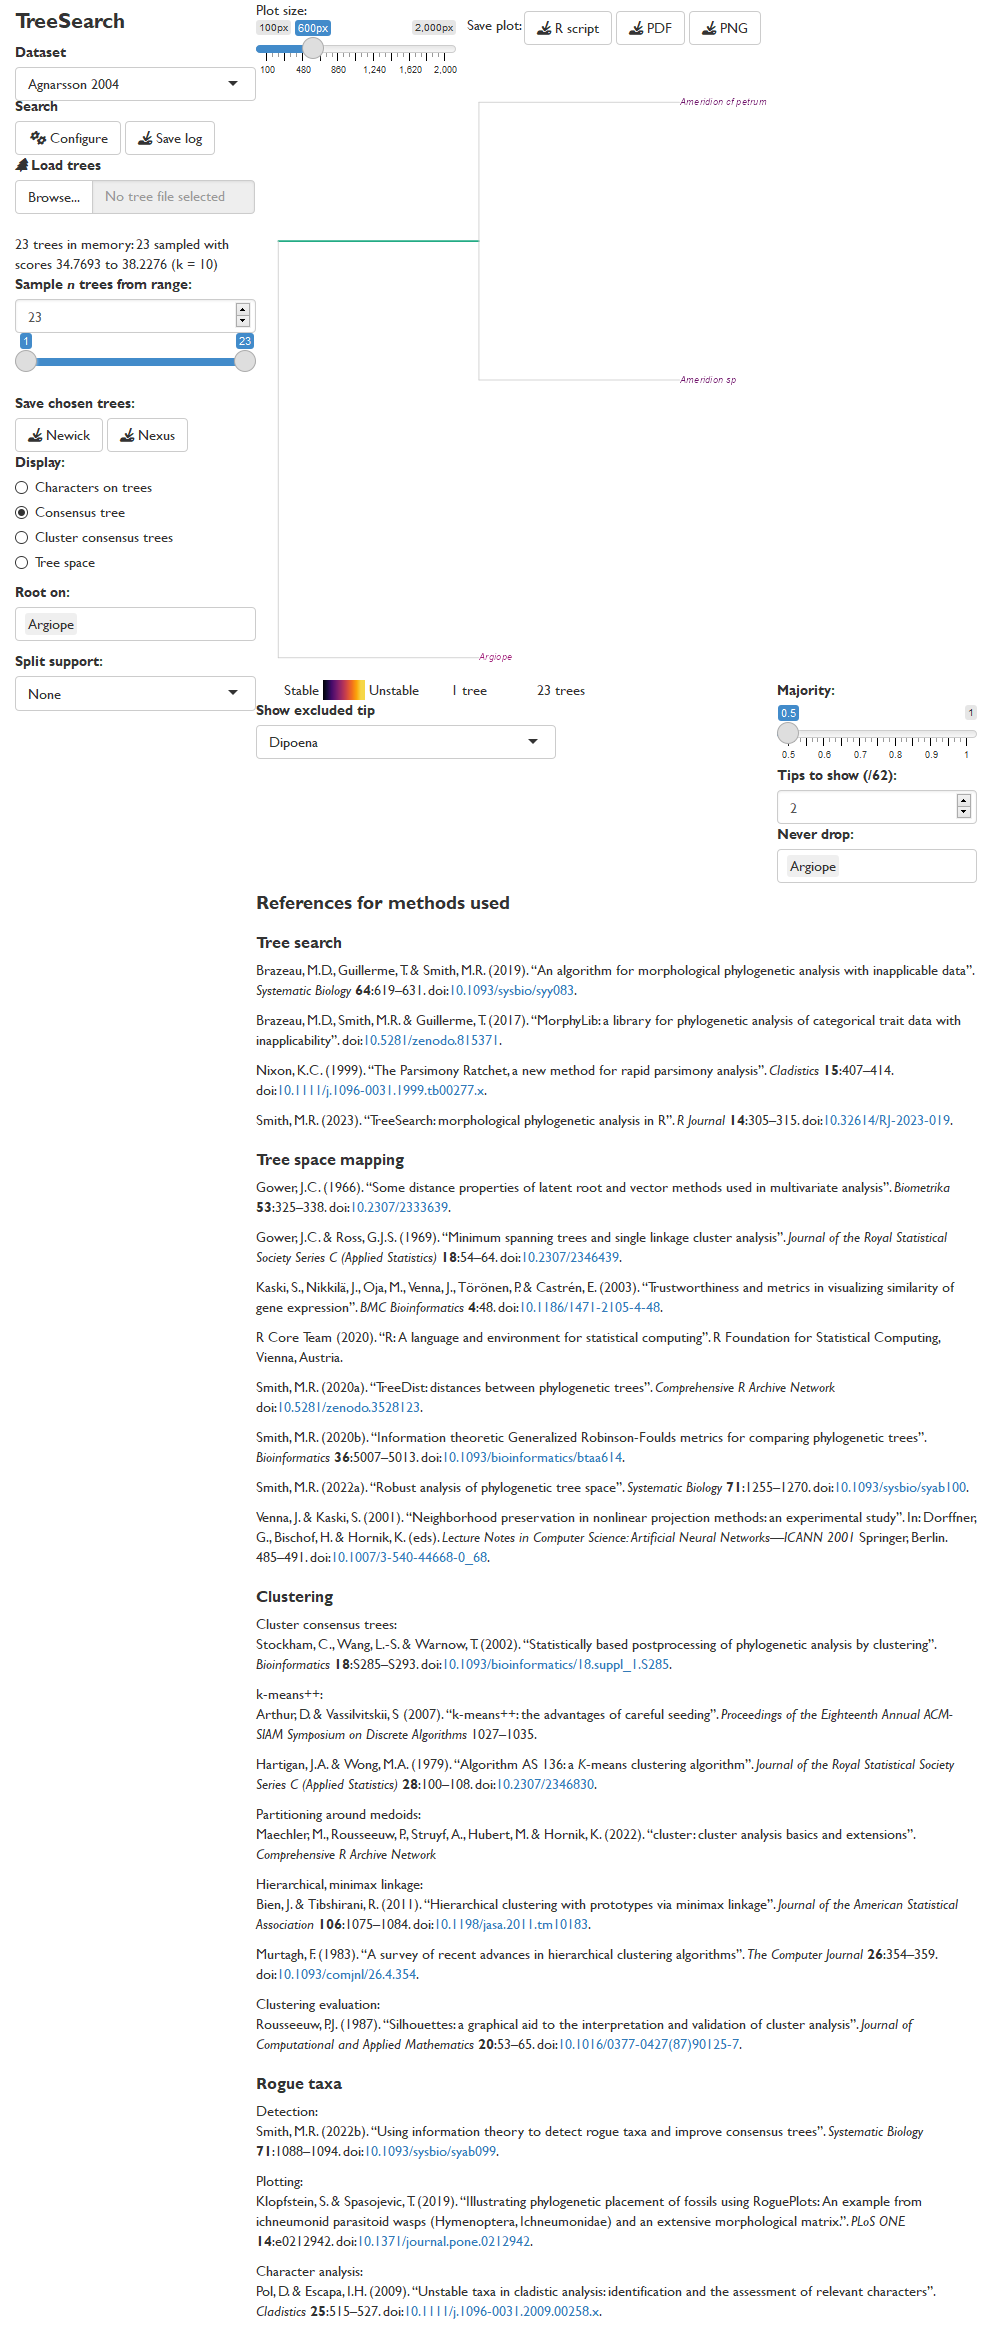 TreeSearch
Dataset
Agnarsson 2004
Search
Configure
Save log
Load trees
Browse...
No tree file selected
23 trees in memory: 23 sampled with
scores 34.7693 to 38.2276 (k = 10)
Sample n trees from range:
23
1
23
Save chosen trees:
Newick
Nexus
Display:
Characters on trees
Consensus tree
Cluster consensus trees
Tree space
Root on:
Argiope
Split support:
None
Plot size:
100px 600px 2,000px
100 480 860 1,240 1,620 2,000
Save plot:
R script
PDF
PNG
Ameridion cf petrum
Ameridion sp
Argiope
Stable Unstable 1 tree 23 trees
Show excluded tip
Dipoena
Majority:
0.5 1
0.5 0.6 0.7 0.8 0.9 1
Tips to show (/62):
2
Never drop:
Argiope
References for methods used
Tree search
Brazeau, M.D., Guillerme, T. & Smith, M.R. (2019). “An algorithm for morphological phylogenetic analysis with inapplicable data”.
Systematic Biology 64:619–631. doi:10.1093/sysbio/syy083.
Brazeau, M.D., Smith, M.R. & Guillerme, T. (2017). “MorphyLib: a library for phylogenetic analysis of categorical trait data with
inapplicability”. doi:10.5281/zenodo.815371.
Nixon, K.C. (1999). “The Parsimony Ratchet, a new method for rapid parsimony analysis”. Cladistics 15:407–414.
doi:10.1111/j.1096-0031.1999.tb00277.x.
Smith, M.R. (2023). “TreeSearch: morphological phylogenetic analysis in R”. R Journal 14:305–315. doi:10.32614/RJ-2023-019.
Tree space mapping
Gower, J.C. (1966). “Some distance properties of latent root and vector methods used in multivariate analysis”. Biometrika
53:325–338. doi:10.2307/2333639.
Gower, J.C. & Ross, G.J.S. (1969). “Minimum spanning trees and single linkage cluster analysis”. Journal of the Royal Statistical
Society Series C (Applied Statistics) 18:54–64. doi:10.2307/2346439.
Kaski, S., Nikkilä, J., Oja, M., Venna, J., Törönen, P. & Castrén, E. (2003). “Trustworthiness and metrics in visualizing similarity of
gene expression”. BMC Bioinformatics 4:48. doi:10.1186/1471-2105-4-48.
R Core Team (2020). “R: A language and environment for statistical computing”. R Foundation for Statistical Computing,
Vienna, Austria.
Smith, M.R. (2020a). “TreeDist: distances between phylogenetic trees”. Comprehensive R Archive Network
doi:10.5281/zenodo.3528123.
Smith, M.R. (2020b). “Information theoretic Generalized Robinson-Foulds metrics for comparing phylogenetic trees”.
Bioinformatics 36:5007–5013. doi:10.1093/bioinformatics/btaa614.
Smith, M.R. (2022a). “Robust analysis of phylogenetic tree space”. Systematic Biology 71:1255–1270. doi:10.1093/sysbio/syab100.
Venna, J. & Kaski, S. (2001). “Neighborhood preservation in nonlinear projection methods: an experimental study”. In: Dorffner,
G., Bischof, H. & Hornik, K. (eds). Lecture Notes in Computer Science: Artificial Neural Networks—ICANN 2001 Springer, Berlin.
485–491. doi:10.1007/3-540-44668-0_68.
Clustering
Cluster consensus trees:
Stockham, C., Wang, L.-S. & Warnow, T. (2002). “Statistically based postprocessing of phylogenetic analysis by clustering”.
Bioinformatics 18:S285–S293. doi:10.1093/bioinformatics/18.suppl_1.S285.
k-means++:
Arthur, D. & Vassilvitskii, S (2007). “k-means++: the advantages of careful seeding”. Proceedings of the Eighteenth Annual ACM-
SIAM Symposium on Discrete Algorithms 1027–1035.
Hartigan, J.A. & Wong, M.A. (1979). “Algorithm AS 136: a K-means clustering algorithm”. Journal of the Royal Statistical Society
Series C (Applied Statistics) 28:100–108. doi:10.2307/2346830.
Partitioning around medoids:
Maechler, M., Rousseeuw, P., Struyf, A., Hubert, M. & Hornik, K. (2022). “cluster: cluster analysis basics and extensions”.
Comprehensive R Archive Network
Hierarchical, minimax linkage:
Bien, J. & Tibshirani, R. (2011). “Hierarchical clustering with prototypes via minimax linkage”. Journal of the American Statistical
Association 106:1075–1084. doi:10.1198/jasa.2011.tm10183.
Murtagh, F. (1983). “A survey of recent advances in hierarchical clustering algorithms”. The Computer Journal 26:354–359.
doi:10.1093/comjnl/26.4.354.
Clustering evaluation:
Rousseeuw, P.J. (1987). “Silhouettes: a graphical aid to the interpretation and validation of cluster analysis”. Journal of
Computational and Applied Mathematics 20:53–65. doi:10.1016/0377-0427(87)90125-7.
Rogue taxa
Detection:
Smith, M.R. (2022b). “Using information theory to detect rogue taxa and improve consensus trees”. Systematic Biology
71:1088–1094. doi:10.1093/sysbio/syab099.
Plotting:
Klopfstein, S. & Spasojevic, T. (2019). “Illustrating phylogenetic placement of fossils using RoguePlots: An example from
ichneumonid parasitoid wasps (Hymenoptera, Ichneumonidae) and an extensive morphological matrix.”. PLoS ONE
14:e0212942. doi:10.1371/journal.pone.0212942.
Character analysis:
Pol, D. & Escapa, I.H. (2009). “Unstable taxa in cladistic analysis: identification and the assessment of relevant characters”.
Cladistics 25:515–527. doi:10.1111/j.1096-0031.2009.00258.x.